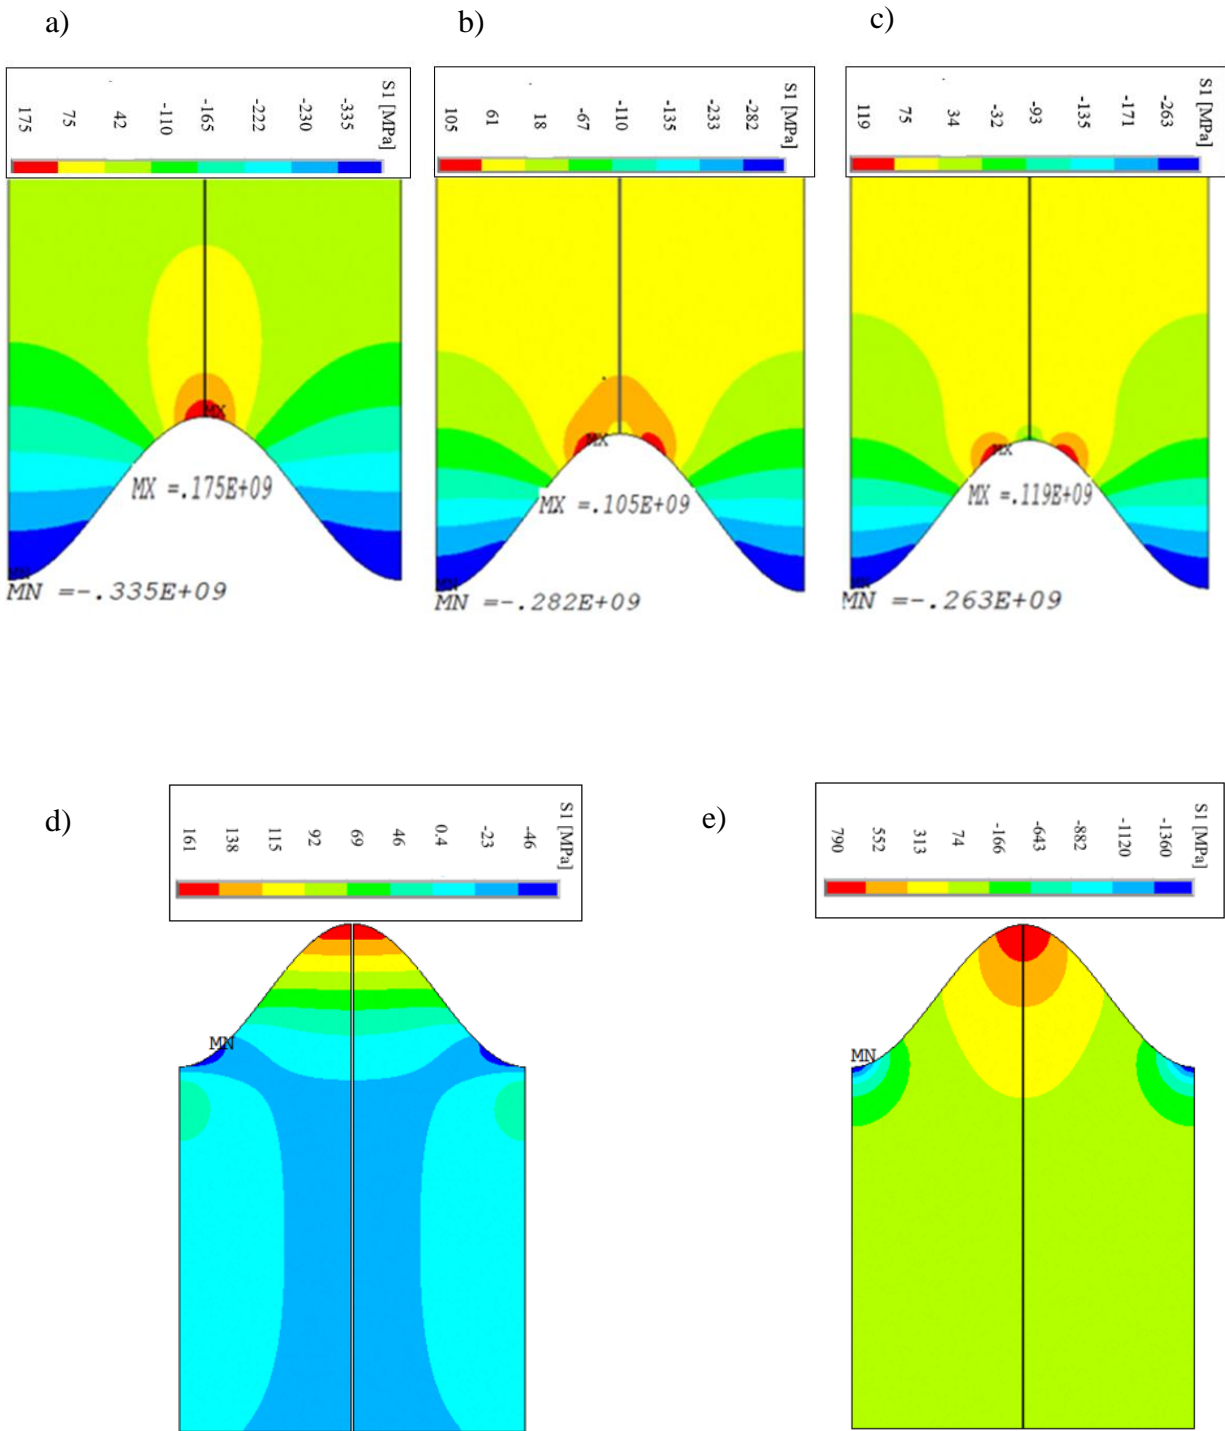 a)
b)
c)
S1 [MPa]
175 75 42 -110 -165 -222 -230 -335
S1 [MPa]
105 61 18 -67 -110 -135 -233 -282
S1 [MPa]
119 75 34 -32 -93 -135 -171 -263
MX
MX =.175E+09
MN
MN =-.335E+09
MX
MX =.105E+09
MN
MN =-.282E+09
MX
MX =.119E+09
MN
MN =-.263E+09
d)
e)
S1 [MPa]
161 138 115 92 69 46 0.4 -23 -46
S1 [MPa]
790 552 313 74 -166 -643 -882 -1120 -1360
MN
MN